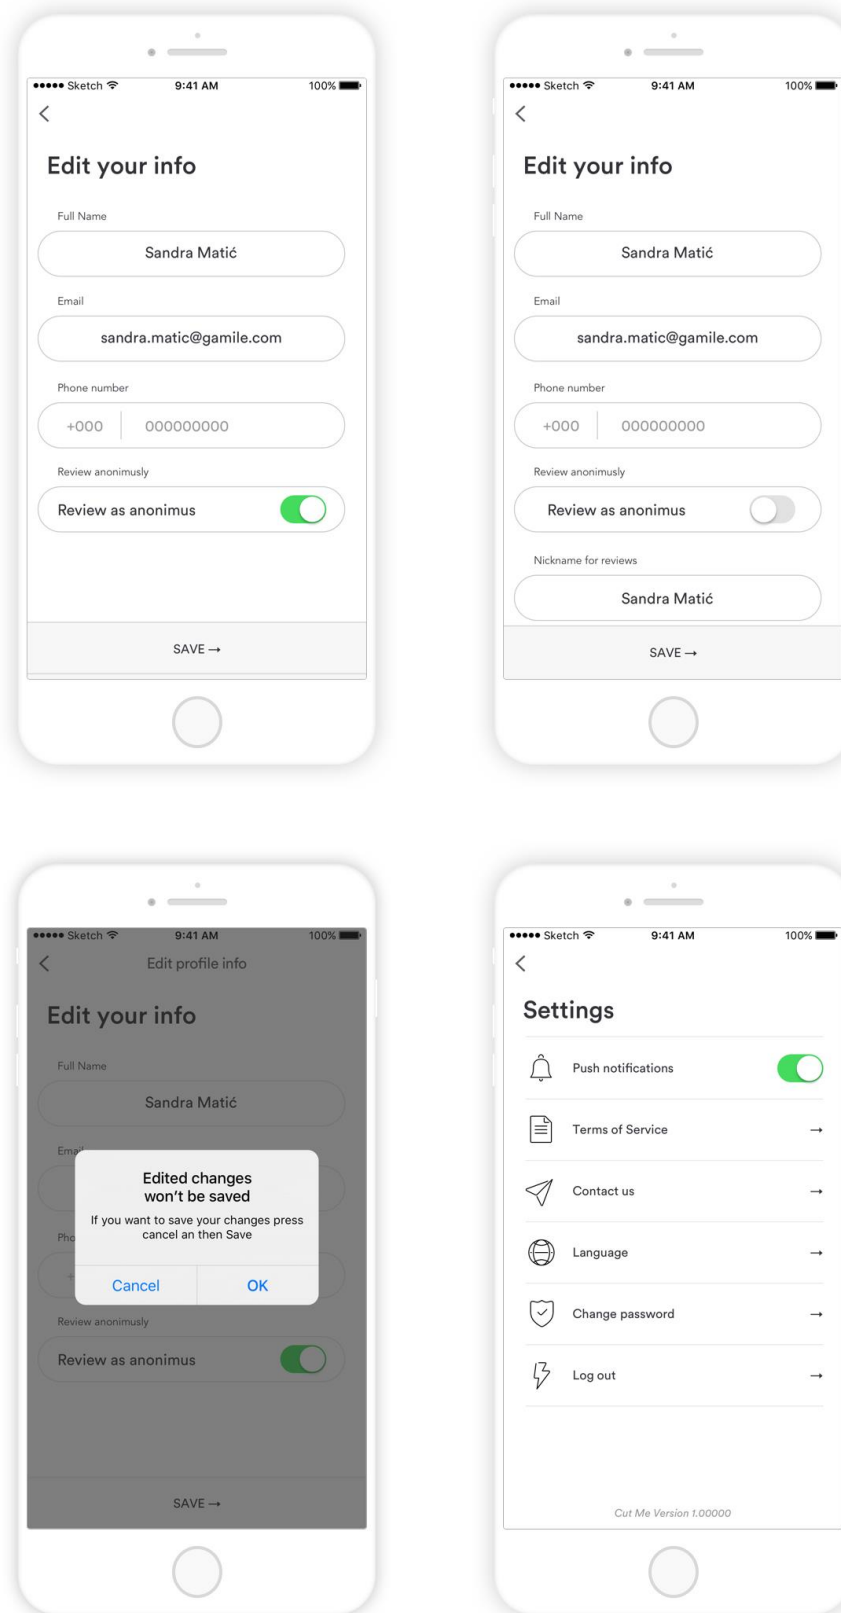 Sketch 9:41 AM 100%
Edit your info
Full Name
Sandra Matić
Email
sandra.matic@gamile.com
Phone number
+000 000000000
Review anonimusly
Review as anonimus
SAVE →
Sketch 9:41 AM 100%
Edit your info
Full Name
Sandra Matić
Email
sandra.matic@gamile.com
Phone number
+000 000000000
Review anonimusly
Review as anonimus
Nickname for reviews
Sandra Matić
SAVE →
Sketch 9:41 AM 100%
Edit profile info
Edit your info
Full Name
Sandra Matić
Edited changes
won't be saved
If you want to save your changes press
cancel an then Save
Cancel OK
Review anonimusly
Review as anonimus
SAVE →
Sketch 9:41 AM 100%
Settings
Push notifications
Terms of Service →
Contact us →
Language →
Change password →
Log out →
Cut Me Version 1.00000